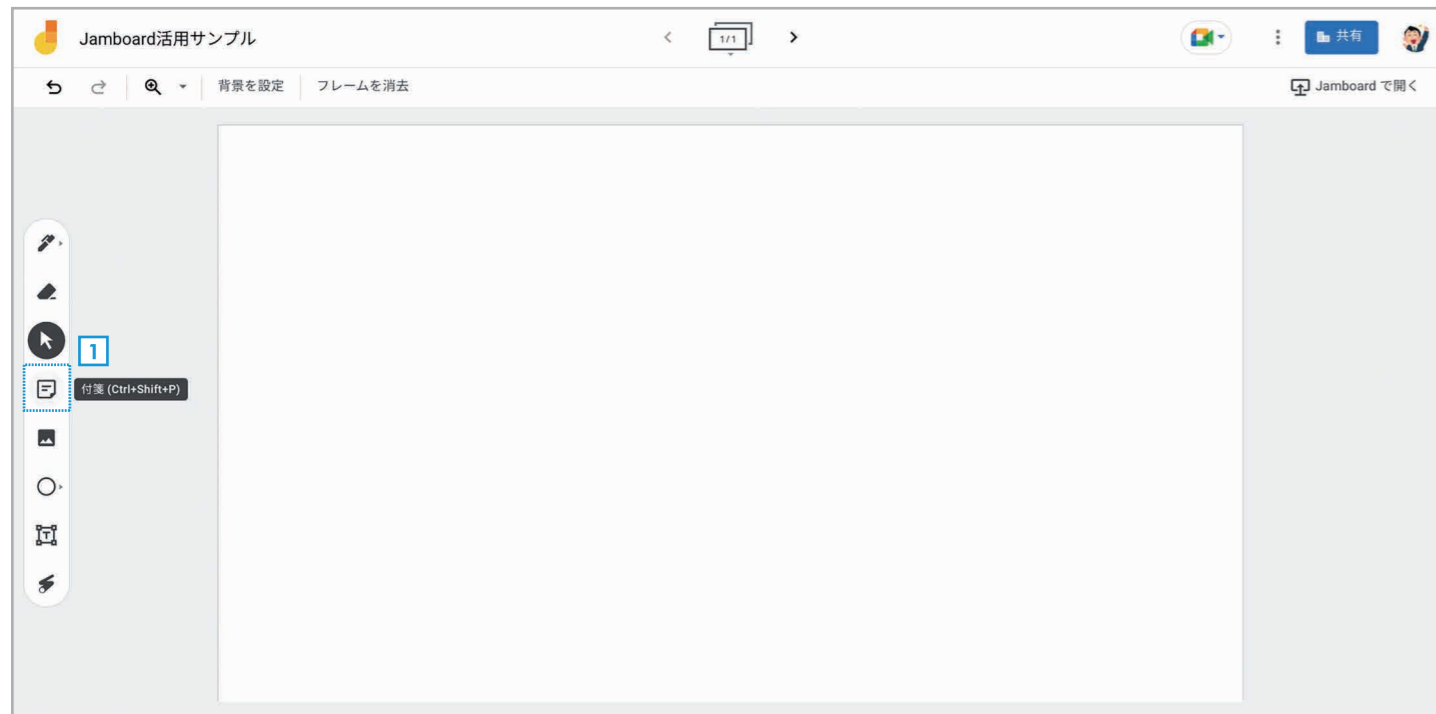 Jamboard活用サンプル
1/1
共有
背景を設定
フレームを消去
Jamboard で開く
1
付箋 (Ctrl+Shift+P)
T